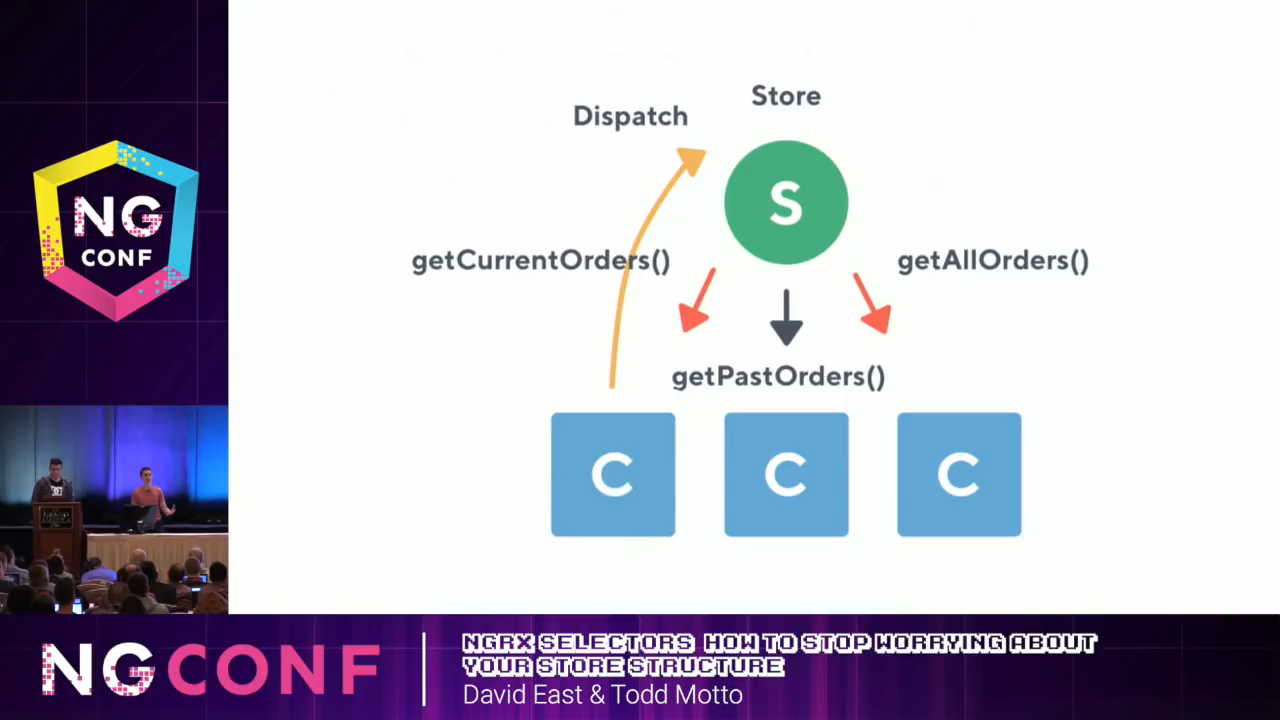 NG
CONF
Dispatch
Store
S
getCurrentOrders()
getAllOrders()
getPastOrders()
C
C
C
NGCONF
NGRX SELECTORS HOW TO STOP WORRYING ABOUT
YOUR STORE STRUCTURE
David East & Todd Motto